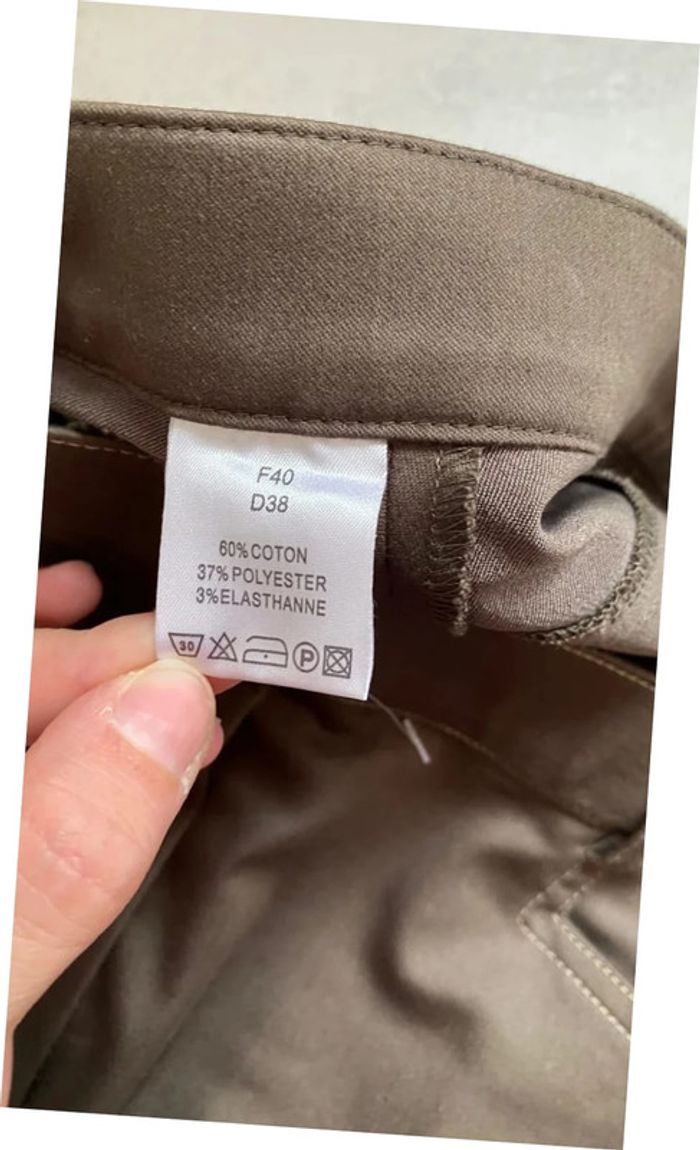 F40
D38
60%COTON
37%POLYESTER
3%ELASTHANNE
30 P